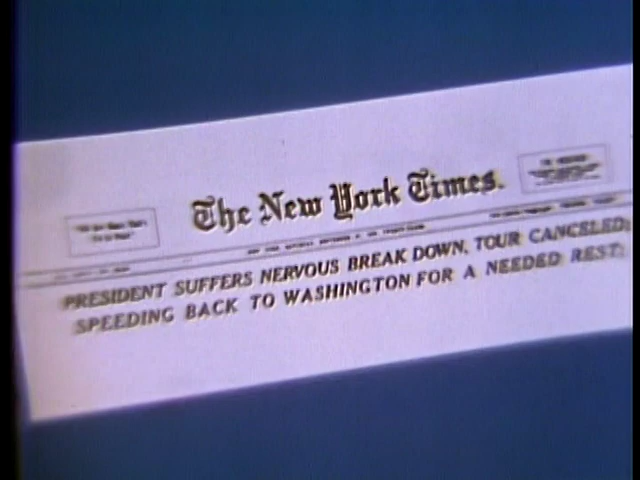 The New York Times.
PRESIDENT SUFFERS NERVOUS BREAK DOWN, TOUR CANCELED;
SPEEDING BACK TO WASHINGTON FOR A NEEDED REST;